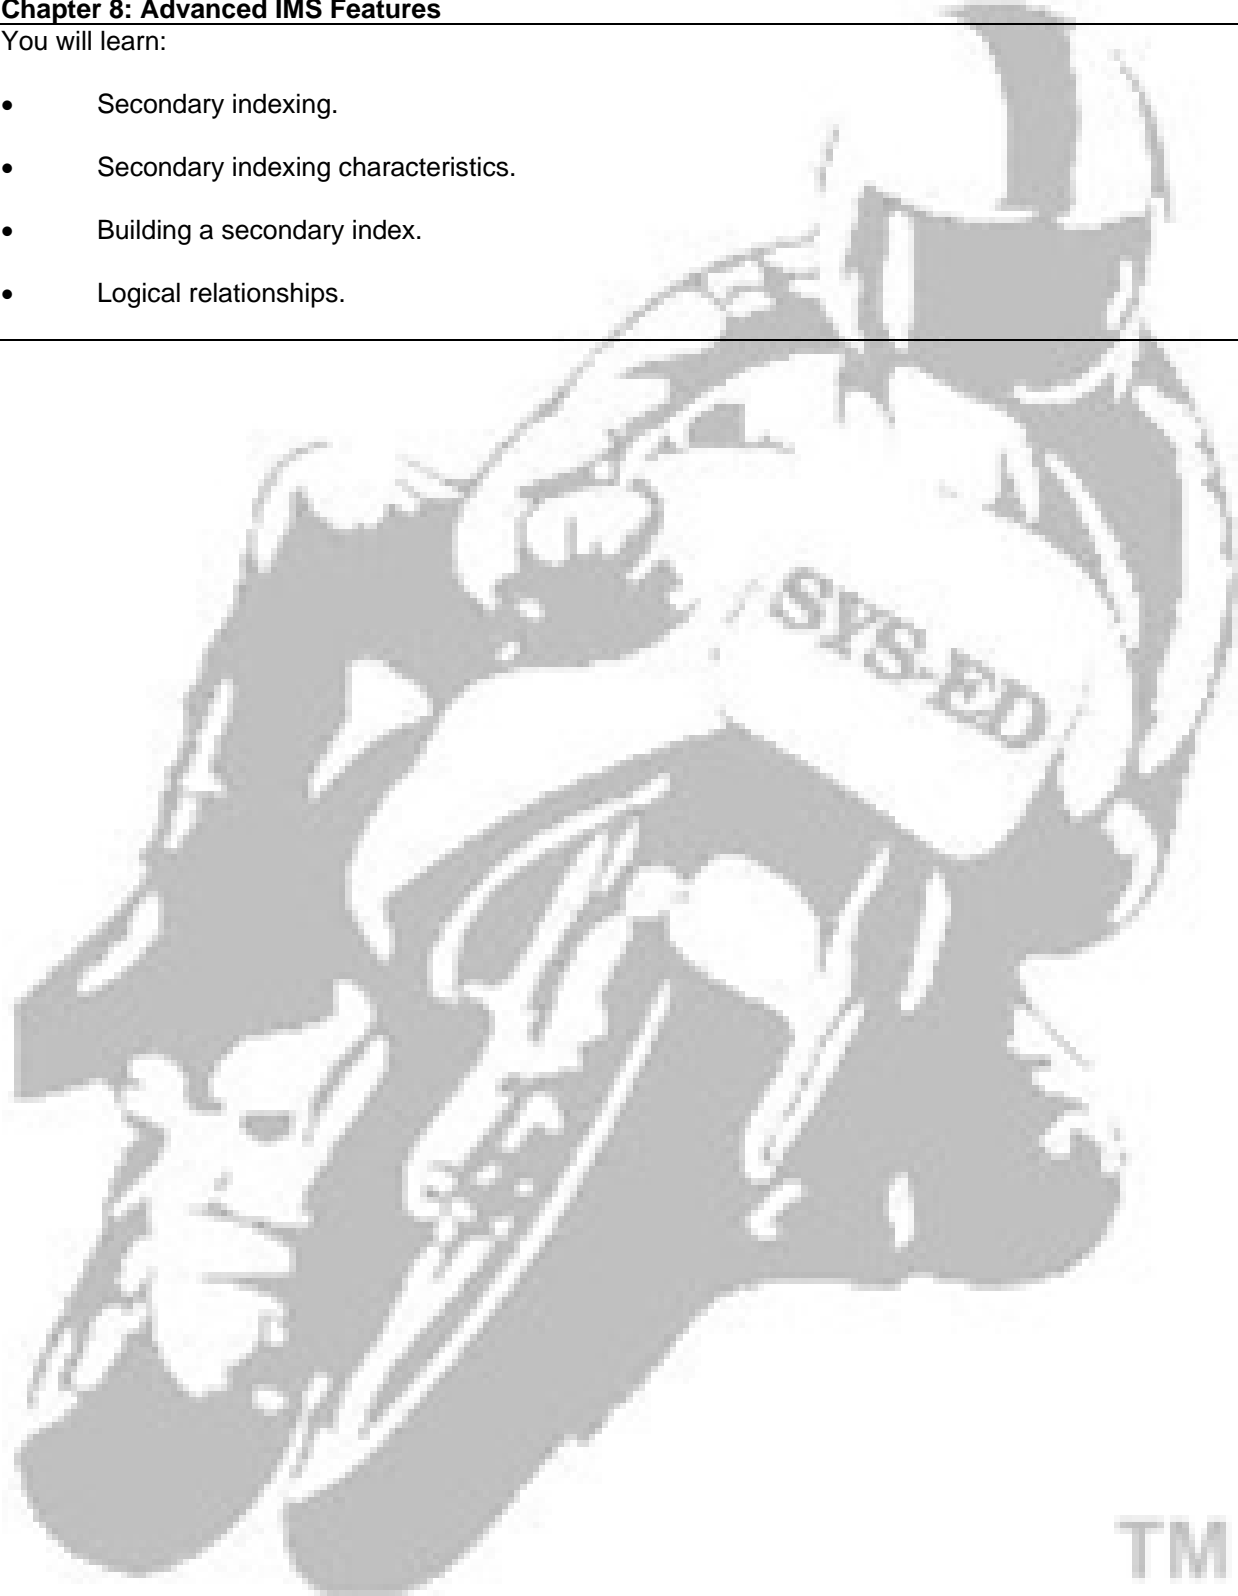 Chapter 8: Advanced IMS Features
You will learn:
• Secondary indexing.
• Secondary indexing characteristics.
• Building a secondary index.
• Logical relationships.
SYS-ED
TM